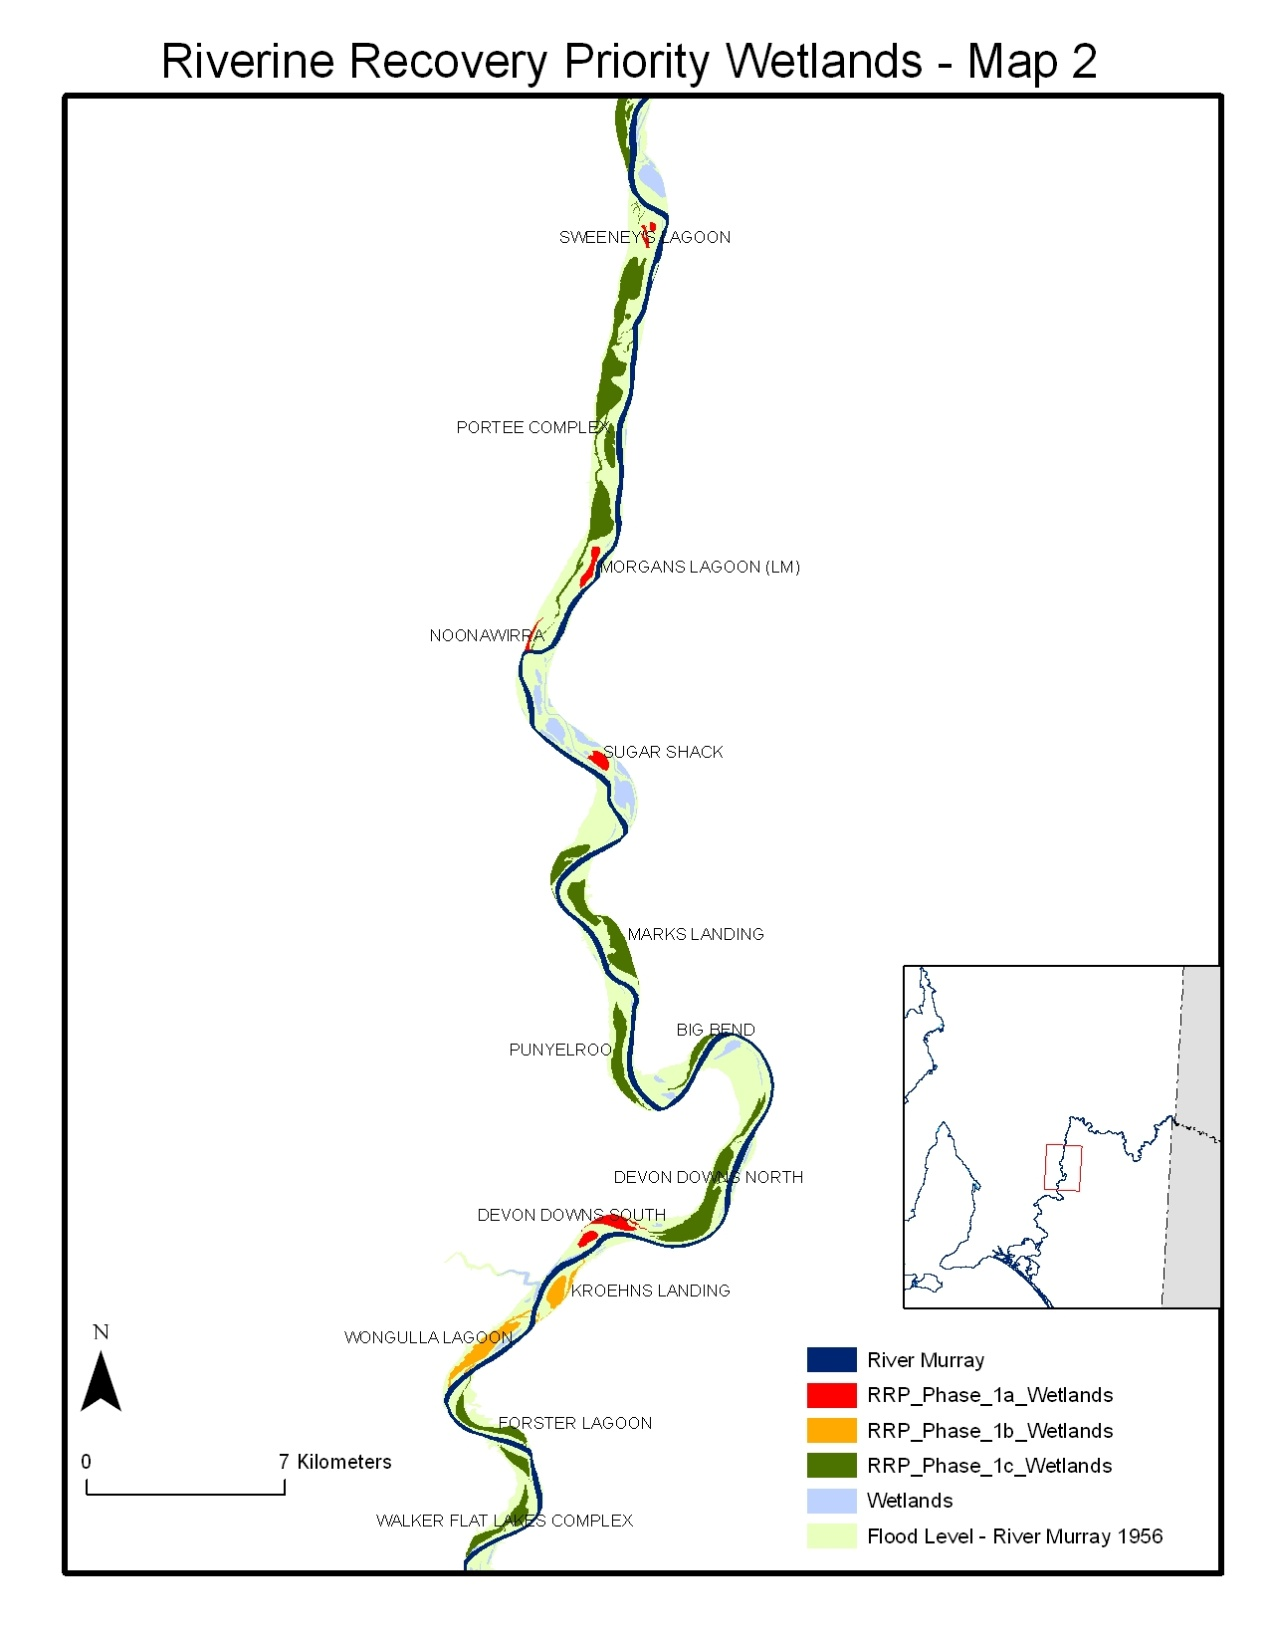 Riverine Recovery Priority Wetlands - Map 2
SWEENEY'S LAGOON
PORTEE COMPLEX
MORGANS LAGOON (LM)
NOONAWIRRA
SUGAR SHACK
MARKS LANDING
BIG BEND
PUNYELROO
DEVON DOWNS NORTH
DEVON DOWNS SOUTH
KROEHNS LANDING
WONGULLA LAGOON
FORSTER LAGOON
WALKER FLAT LAKES COMPLEX
N
0 7 Kilometers
River Murray
RRP_Phase_1a_Wetlands
RRP_Phase_1b_Wetlands
RRP_Phase_1c_Wetlands
Wetlands
Flood Level - River Murray 1956